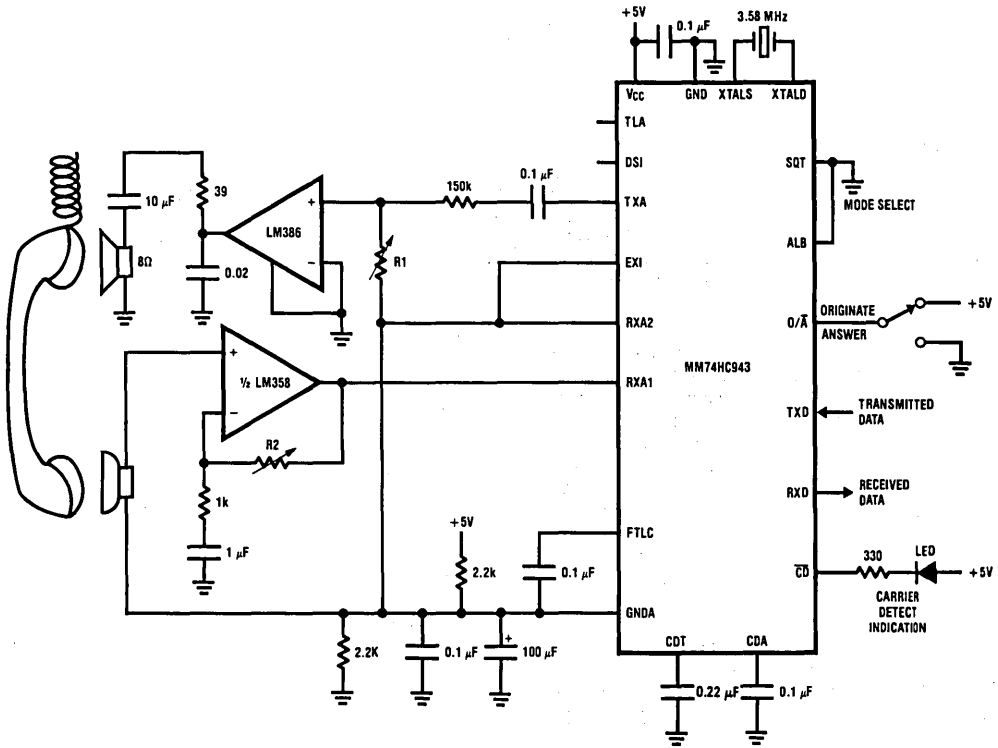 +5V
0.1 µF
3.58 MHz
VCC
GND
XTALS
XTALD
TLA
DSI
SQT
MODE SELECT
10 µF
39
LM386
+
−
150k
0.1 µF
TXA
ALB
8Ω
0.02
R1
EXI
RXA2
O/A̅
ORIGINATE
ANSWER
+5V
MM74HC943
+
½ LM358
−
RXA1
R2
TXD
TRANSMITTED
DATA
1k
1 µF
RXD
RECEIVED
DATA
+5V
2.2k
FTLC
0.1 µF
C̅D̅
330
LED
+5V
CARRIER
DETECT
INDICATION
GNDA
2.2K
0.1 µF
+
100 µF
CDT
CDA
0.22 µF
0.1 µF